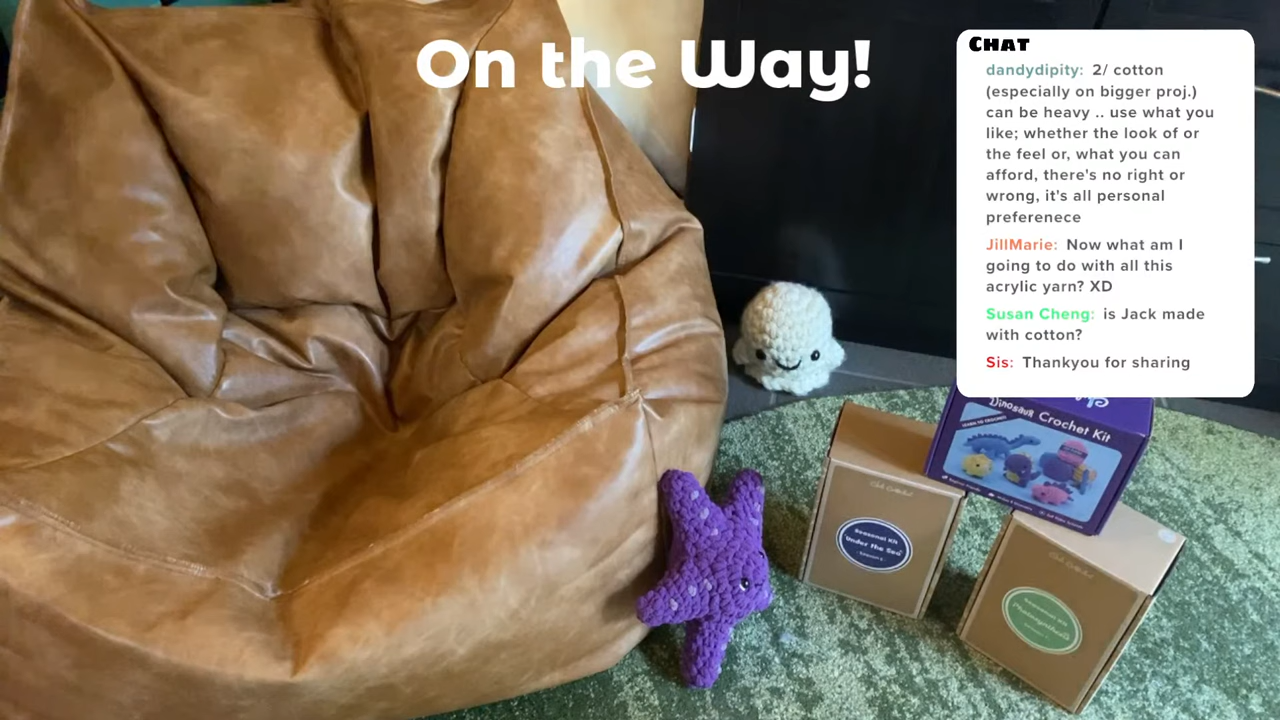 On the Way!
CHAT
dandydipity: 2/ cotton
(especially on bigger proj.)
can be heavy .. use what you
like; whether the look of or
the feel or, what you can
afford, there's no right or
wrong, it's all personal
preferenece
JillMarie: Now what am I
going to do with all this
acrylic yarn? XD
Susan Cheng: is Jack made
with cotton?
Sis: Thankyou for sharing
Dinosaur Crochet Kit
Seasonal Kit
"Under the Sea"